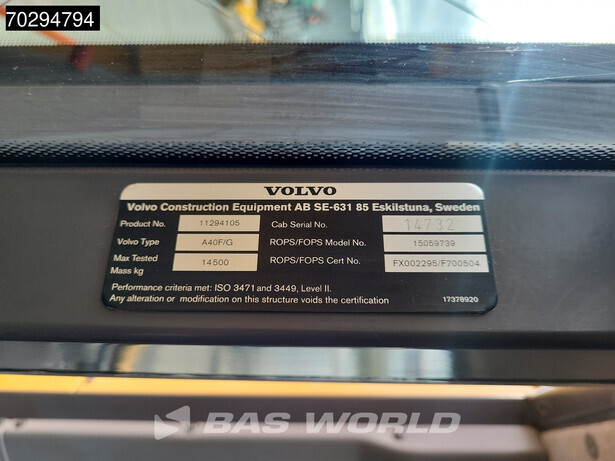 70294794
VOLVO
Volvo Construction Equipment AB SE-631 85 Eskilstuna, Sweden
Product No. 11294105 Cab Serial No. 14732
Volvo Type A40F/G ROPS/FOPS Model No. 15059739
Max Tested Mass kg 14500 ROPS/FOPS Cert No. FX002295/F700504
Performance criteria met: ISO 3471 and 3449, Level II.
Any alteration or modification on this structure voids the certification 17378920
BAS WORLD